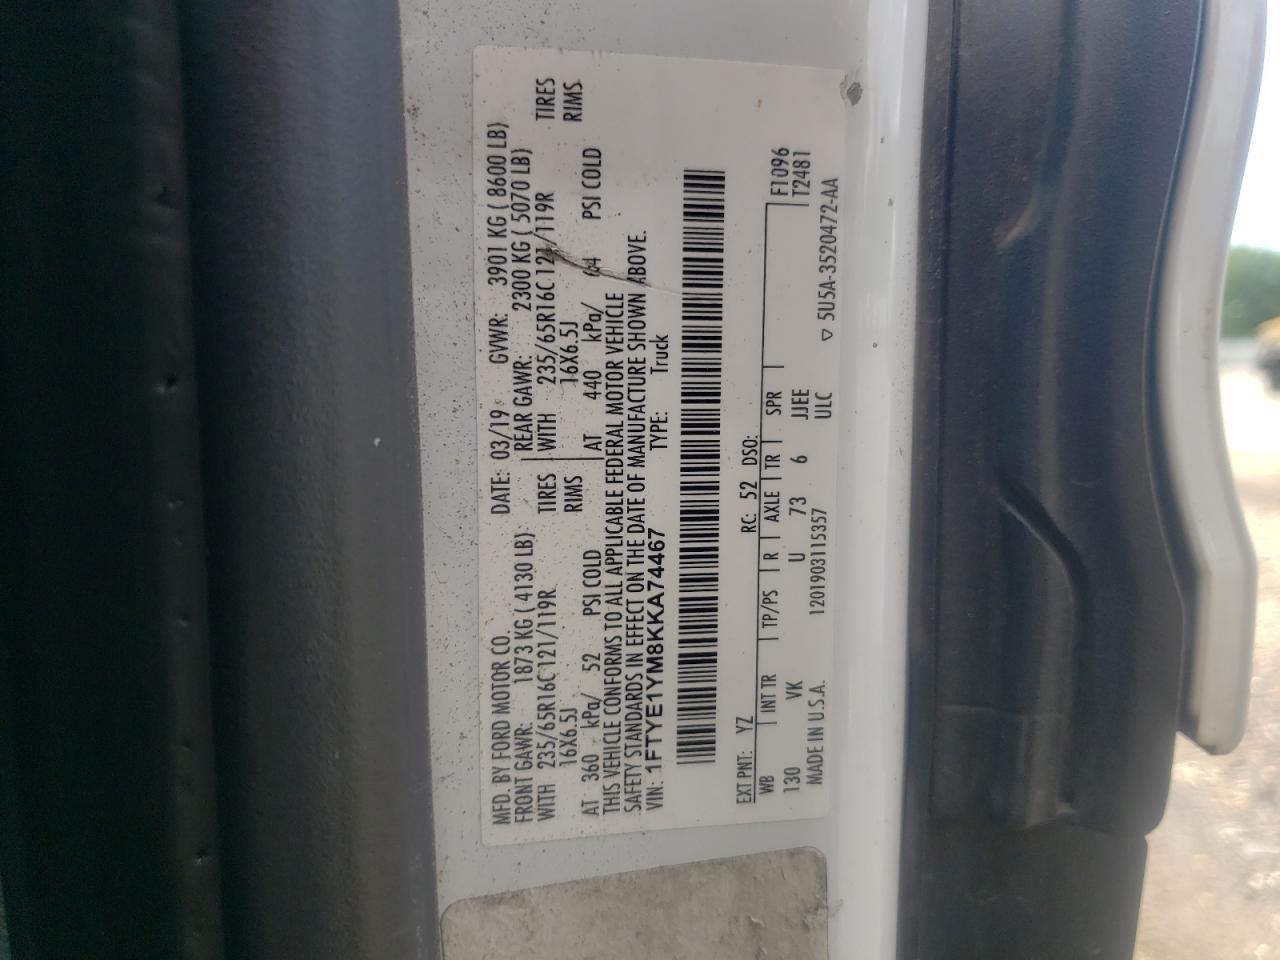 MFD. BY FORD MOTOR CO. DATE: 03/19 GVWR: 3901 KG ( 8600 LB)
FRONT GAWR: 1873 KG ( 4130 LB) REAR GAWR: 2300 KG ( 5070 LB)
WITH 235/65R16C 121/119R TIRES WITH 235/65R16C 121/119R TIRES
16X6.5J RIMS 16X6.5J RIMS
AT 360 kPa/ 52 PSI COLD AT 440 kPa/ 64 PSI COLD
THIS VEHICLE CONFORMS TO ALL APPLICABLE FEDERAL MOTOR VEHICLE
SAFETY STANDARDS IN EFFECT ON THE DATE OF MANUFACTURE SHOWN ABOVE.
VIN: 1FTYE1YM8KKA74467 TYPE: Truck
EXT PNT: YZ RC: 52 DSO: F1096
WB INT TR TP/PS R AXLE TR SPR T2481
130 VK U 73 6 JJEE
MADE IN U.S.A. 1201903115357 ULC ▽ 5U5A-3520472-AA